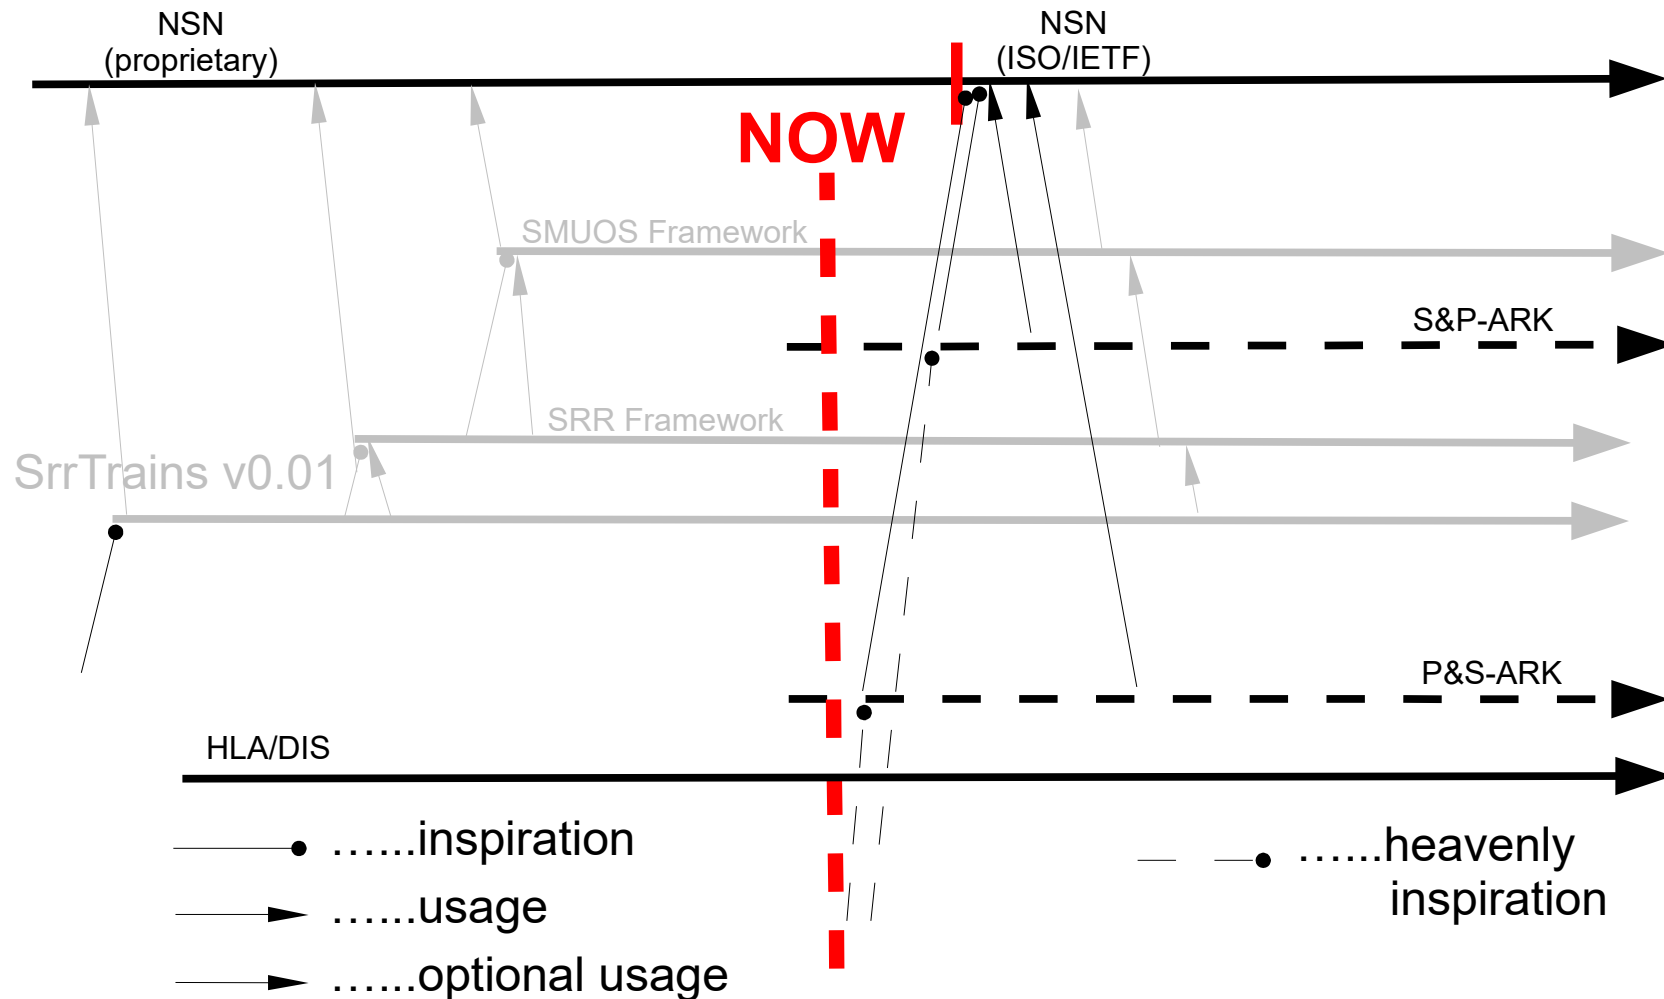 NSN
(proprietary)
NSN
(ISO/IETF)
NOW
SMUOS Framework
S&P-ARK
SRR Framework
SrrTrains v0.01
P&S-ARK
HLA/DIS
…...inspiration
…...heavenly
inspiration
…...usage
…...optional usage